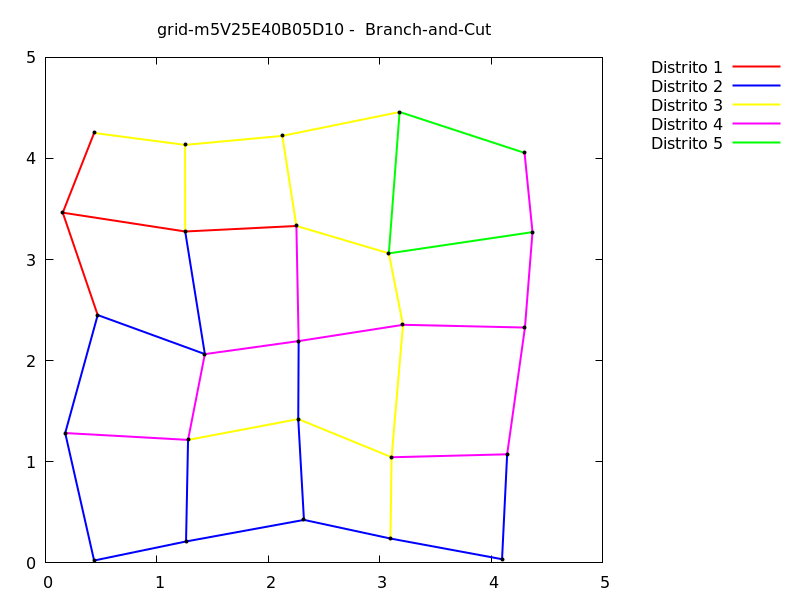 grid-m5V25E40B05D10 -  Branch-and-Cut
Distrito 1
Distrito 2
Distrito 3
Distrito 4
Distrito 5
5
4
3
2
1
0
0 1 2 3 4 5